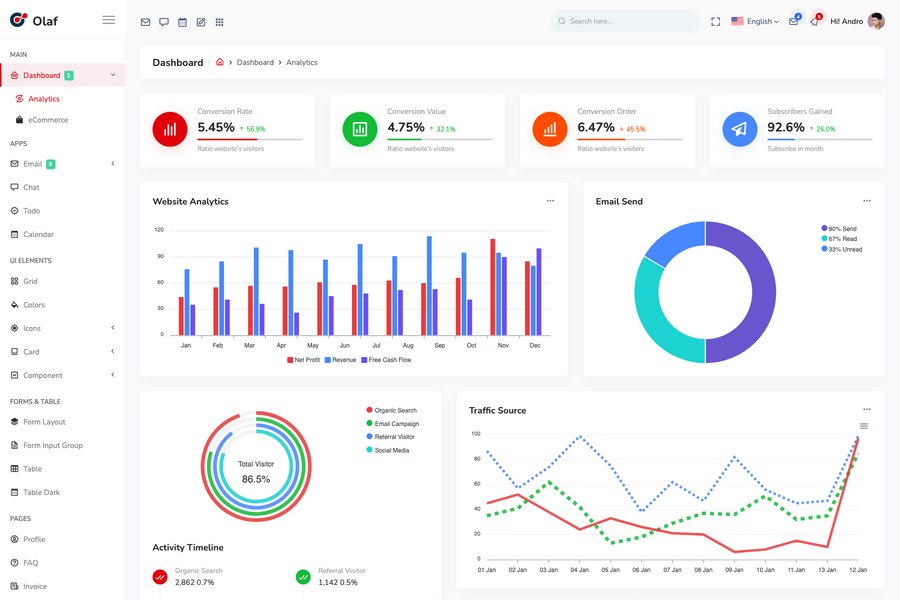 Olaf
Search here...
English
4
5
Hi! Andro
MAIN
Dashboard 2
Analytics
eCommerce
APPS
Email 3
Chat
Todo
Calendar
UI ELEMENTS
Grid
Colors
Icons
Card
Component
FORMS & TABLE
Form Layout
Form Input Group
Table
Table Dark
PAGES
Profile
FAQ
Invoice
Dashboard
Dashboard > Analytics
Conversion Rate
5.45% ↑ 56.9%
Ratio website's visitors
Conversion Value
4.75% ↑ 32.1%
Ratio website's visitors
Conversion Order
6.47% ↓ 45.5%
Ratio website's visitors
Subscribers Gained
92.6% ↑ 26.0%
Subscribe in month
Website Analytics
120
90
60
30
0
Jan Feb Mar Apr May Jun Jul Aug Sep Oct Nov Dec
Net Profit Revenue Free Cash Flow
Email Send
80% Send
67% Read
33% Unread
Organic Search
Email Campaign
Referral Visitor
Social Media
Total Visitor
86.5%
Activity Timeline
Organic Search
2,862 0.7%
Referral Visitor
1,142 0.5%
Traffic Source
100
80
60
40
20
0
01 Jan 02 Jan 03 Jan 04 Jan 05 Jan 06 Jan 07 Jan 08 Jan 09 Jan 10 Jan 11 Jan 13 Jan 12 Jan